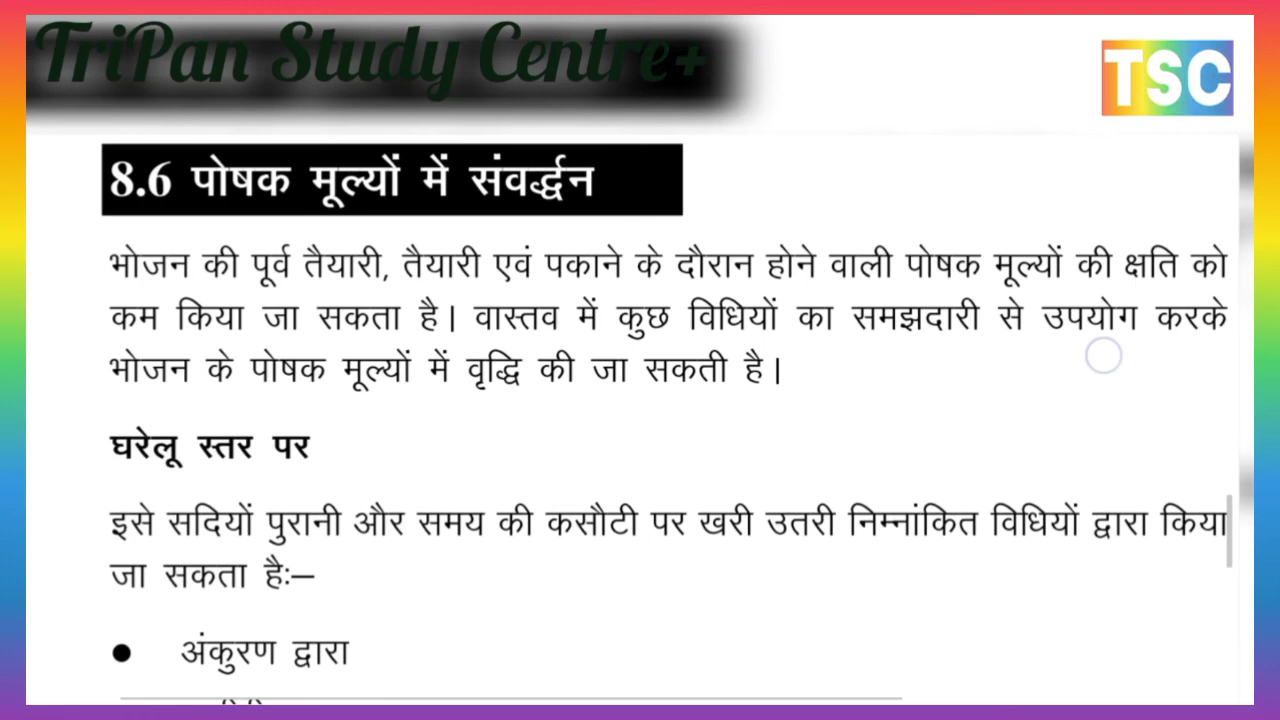 TriPan Study Centre+
TSC
8.6 पोषक मूल्यों में संवर्द्धन
भोजन की पूर्व तैयारी, तैयारी एवं पकाने के दौरान होने वाली पोषक मूल्यों की क्षति को
कम किया जा सकता है। वास्तव में कुछ विधियों का समझदारी से उपयोग करके
भोजन के पोषक मूल्यों में वृद्धि की जा सकती है।
घरेलू स्तर पर
इसे सदियों पुरानी और समय की कसौटी पर खरी उतरी निम्नांकित विधियों द्वारा किया
जा सकता हैः–
● अंकुरण द्वारा